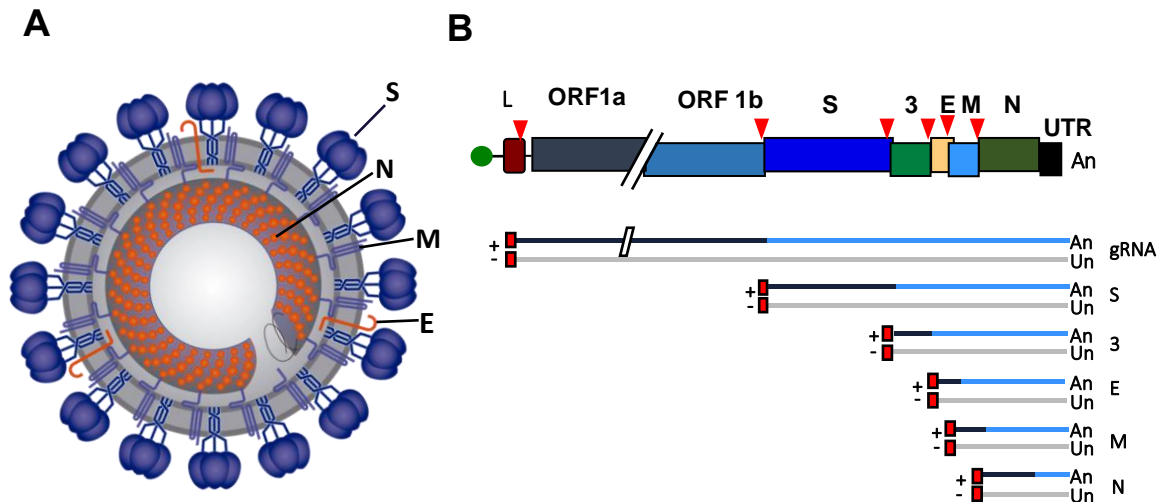 A
S
N
M
E
B
L ORF1a ORF 1b S 3 E M N UTR
An
+ An
- Un
gRNA
+ An
- Un
S
+ An
- Un
3
+ An
- Un
E
+ An
- Un
M
+ An
- Un
N